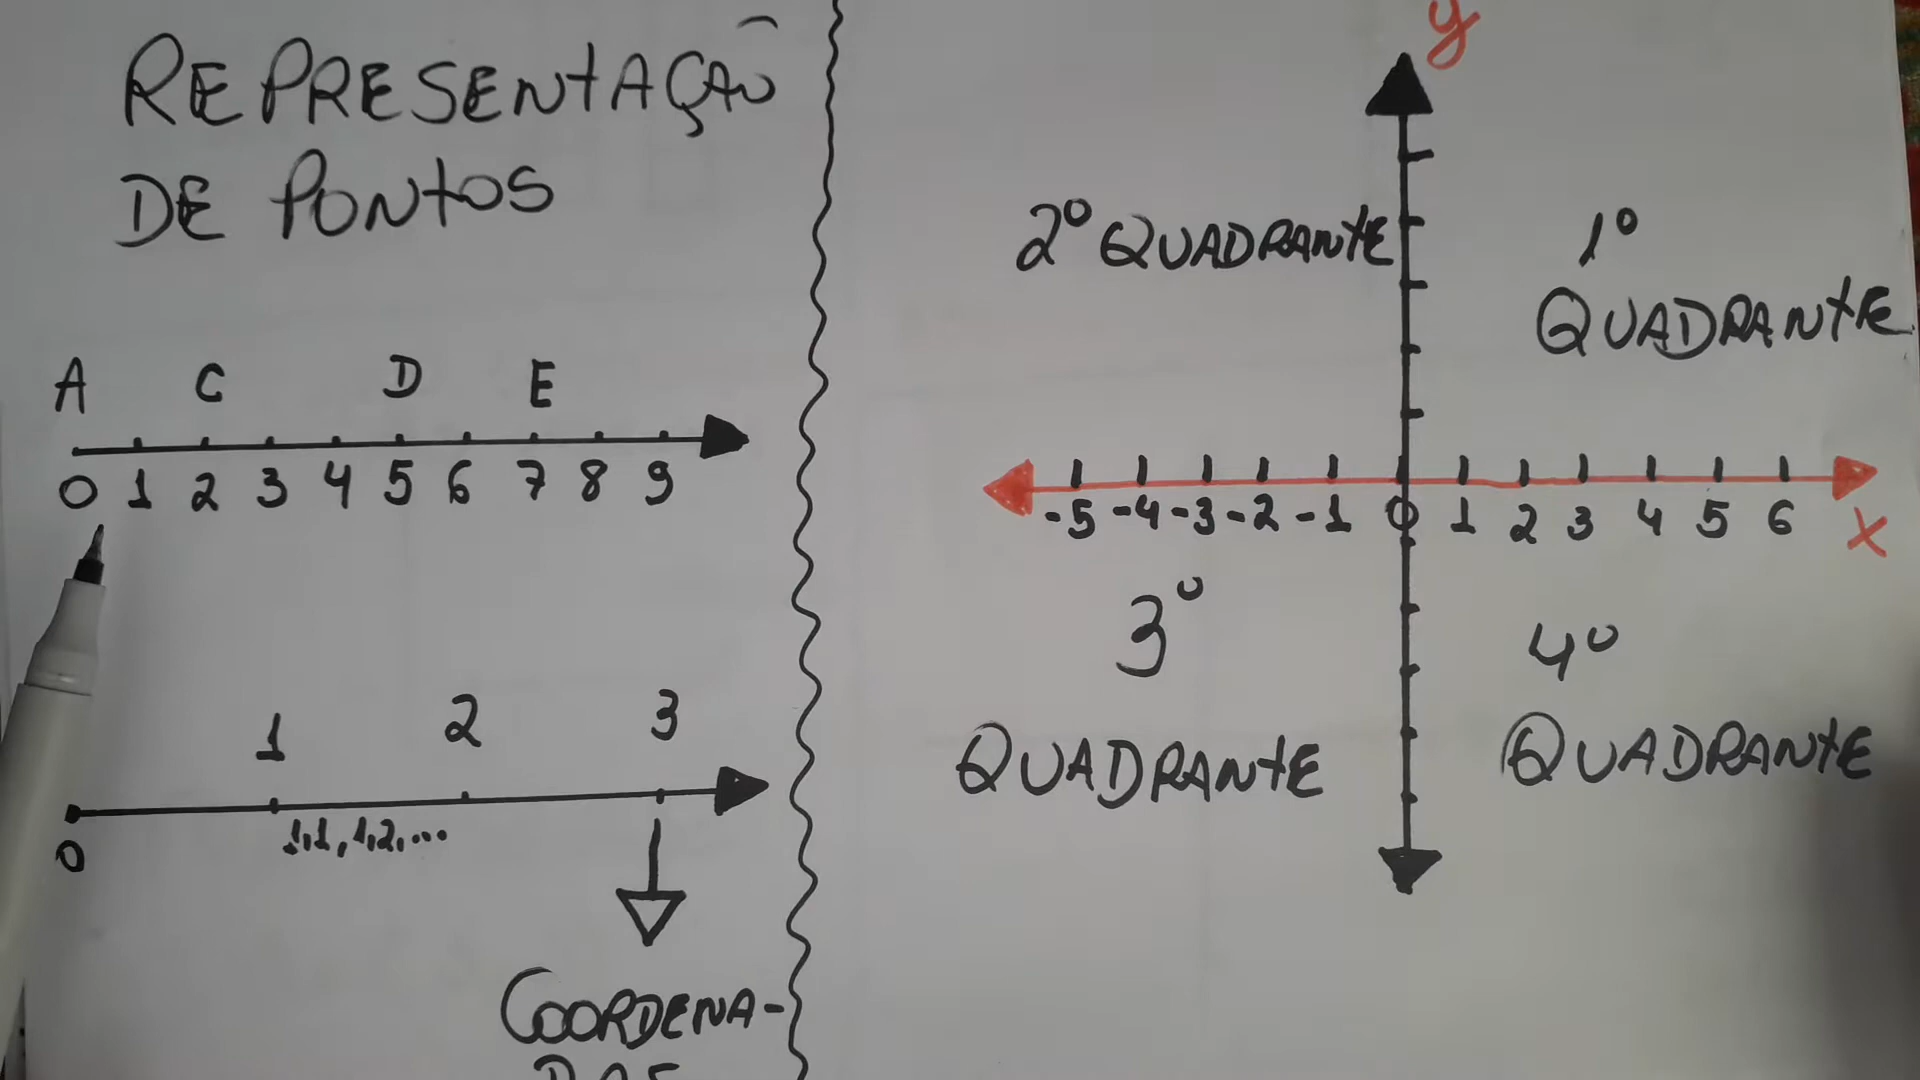 REPRESENTAÇÃO
DE PONTOS
A C D E
0 1 2 3 4 5 6 7 8 9
1 2 3
0
1,1, 1,2, ...
COORDENA-
DAS
y
2º QUADRANTE
1º
QUADRANTE
-5 -4 -3 -2 -1 0 1 2 3 4 5 6
x
3º
QUADRANTE
4º
QUADRANTE